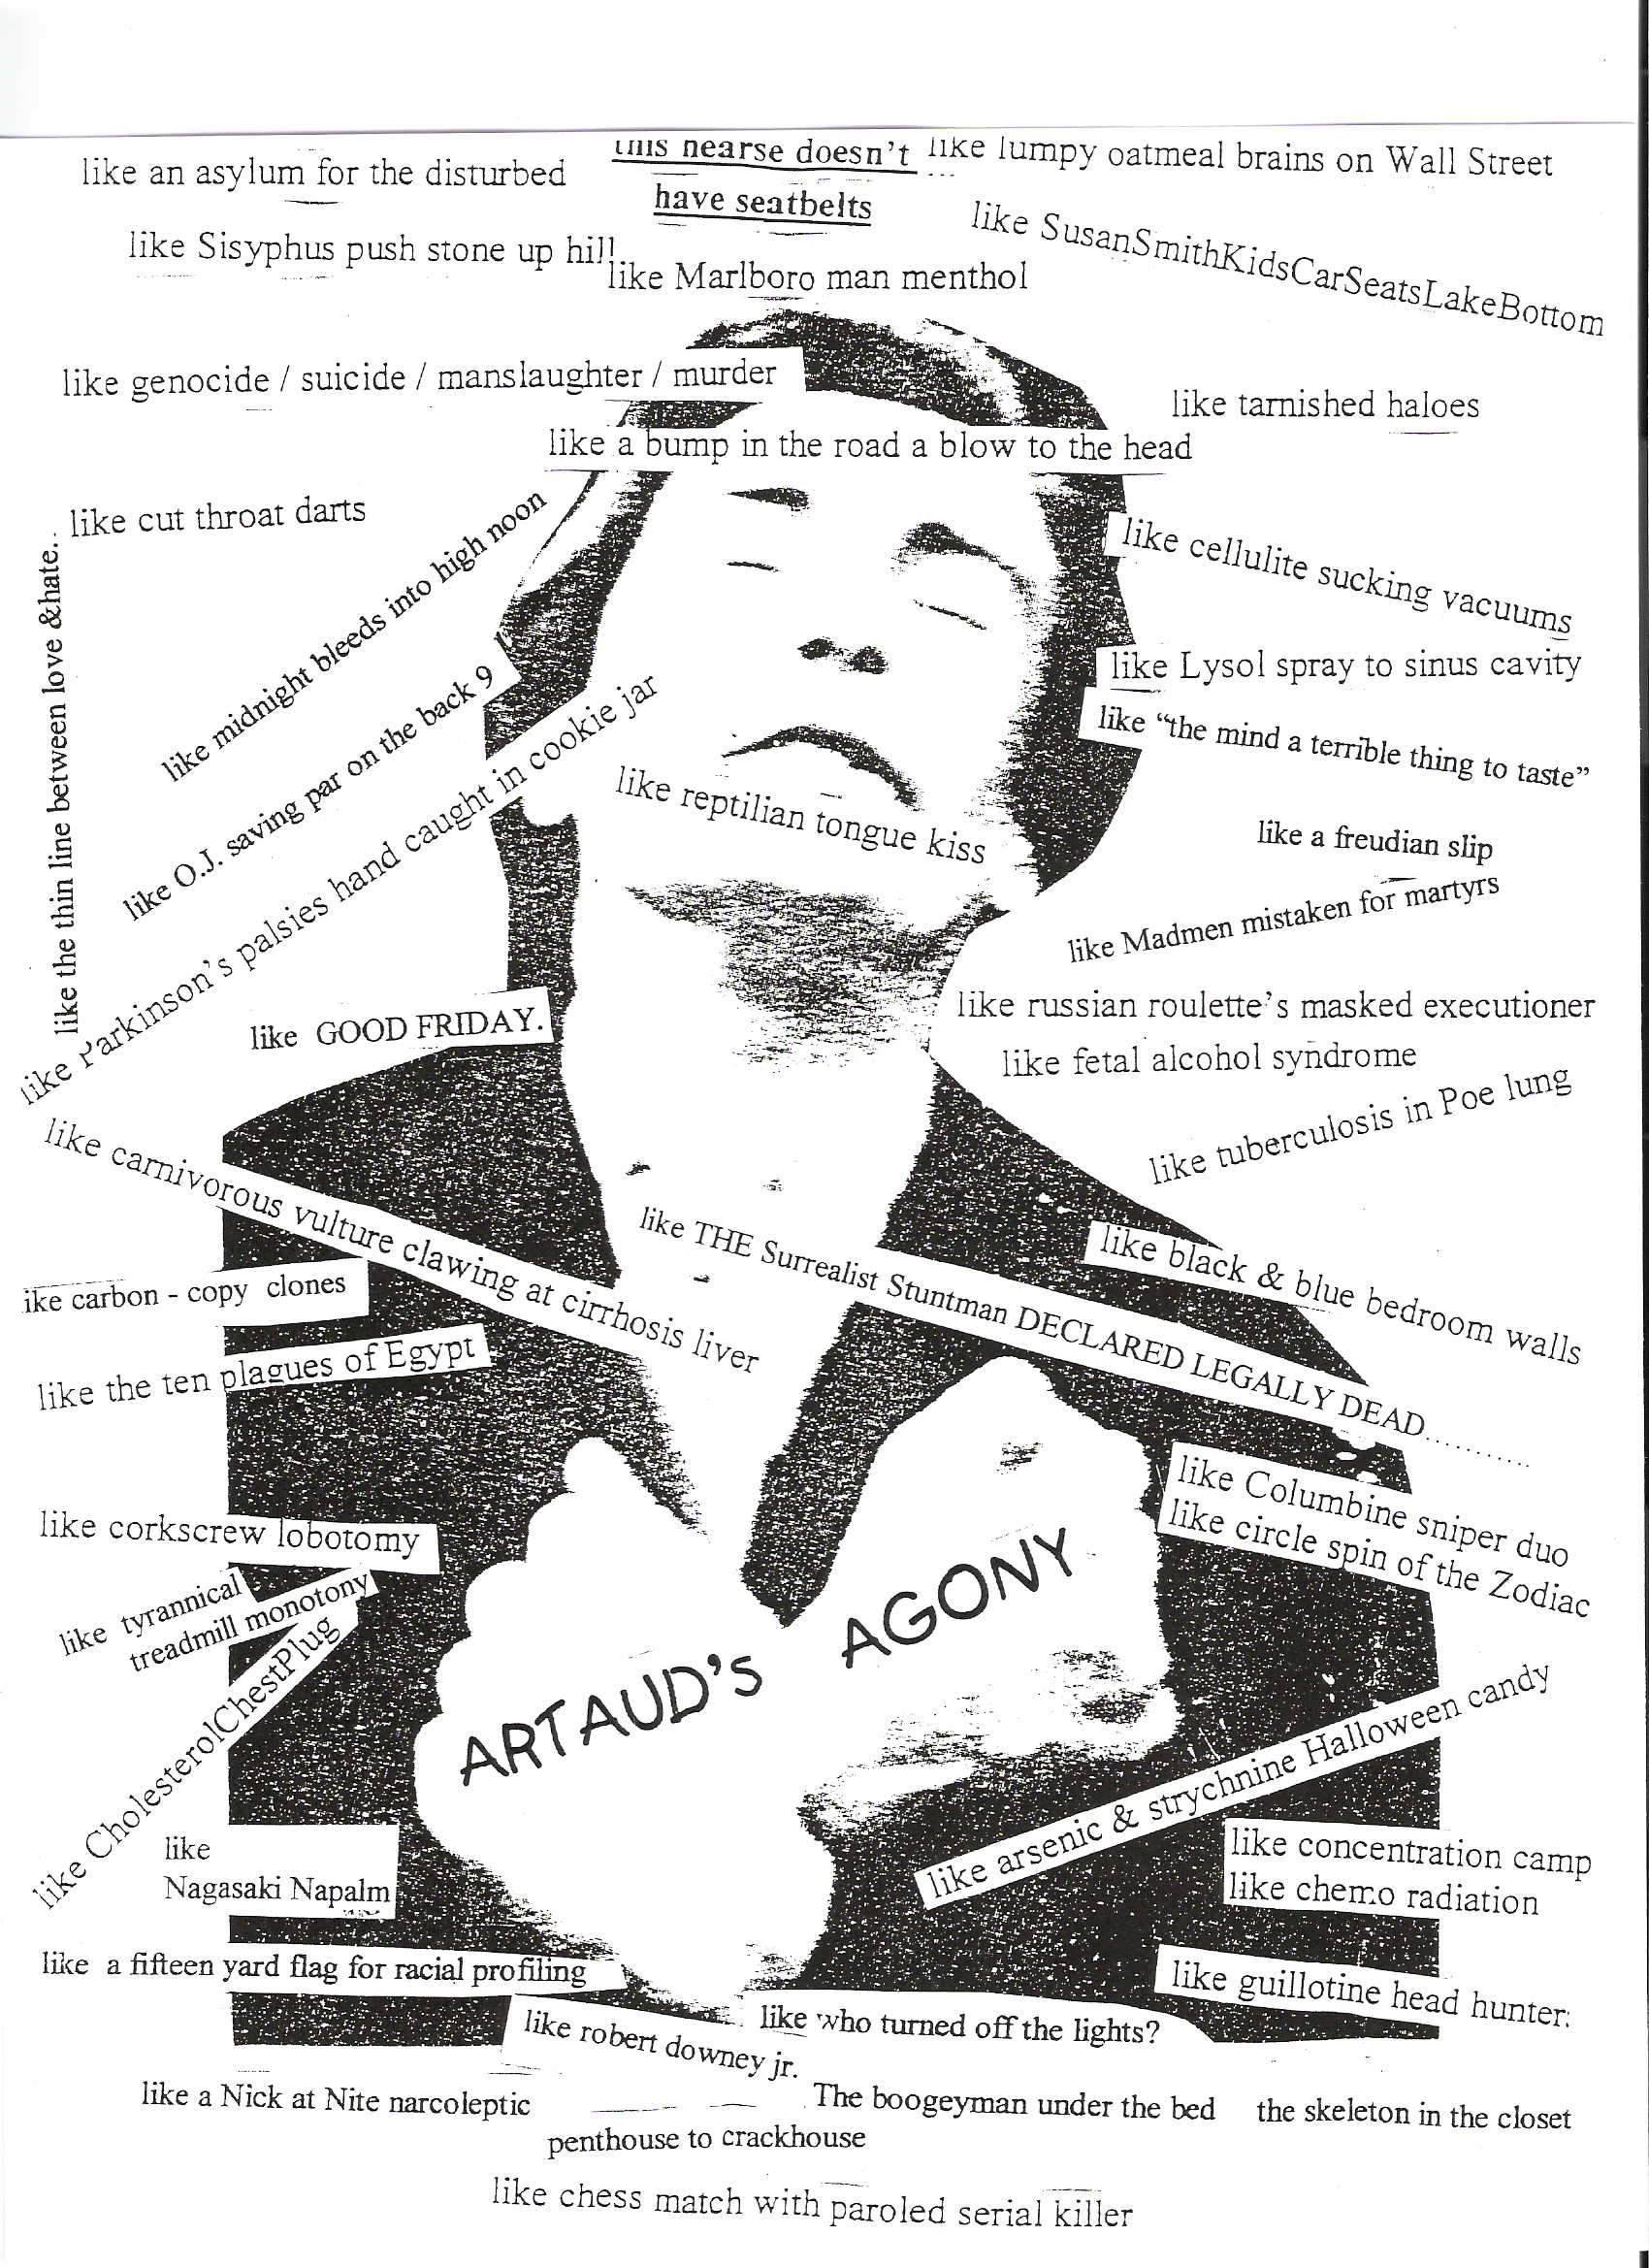 like an asylum for the disturbed
this hearse doesn't
have seatbelts
like lumpy oatmeal brains on Wall Street
like Sisyphus push stone up hill
like SusanSmithKidsCarSeatsLakeBottom
like Marlboro man menthol
like genocide / suicide / manslaughter / murder
like tarnished haloes
like a bump in the road a blow to the head
like cut throat darts
like the thin line between love &hate..
like midnight bleeds into high noon
like cellulite sucking vacuums
like O.J. saving par on the back 9
like Lysol spray to sinus cavity
like Parkinson's palsies hand caught in cookie jar
like "the mind a terrible thing to taste"
like reptilian tongue kiss
like a freudian slip
like Madmen mistaken for martyrs
like GOOD FRIDAY.
like russian roulette's masked executioner
like fetal alcohol syndrome
like tuberculosis in Poe lung
like carnivorous vulture clawing at cirrhosis liver
like THE Surrealist Stuntman DECLARED LEGALLY DEAD...........
like black & blue bedroom walls
ike carbon - copy clones
like the ten plagues of Egypt
like Columbine sniper duo
like circle spin of the Zodiac
like corkscrew lobotomy
like tyrannical
treadmill monotony
ARTAUD'S AGONY
like CholesterolChestPlug
like arsenic & strychnine Halloween candy
like
Nagasaki Napalm
like concentration camp
like chemo radiation
like a fifteen yard flag for racial profiling
like guillotine head hunter
like robert downey jr.
like who turned off the lights?
like a Nick at Nite narcoleptic
The boogeyman under the bed
the skeleton in the closet
penthouse to crackhouse
like chess match with paroled serial killer